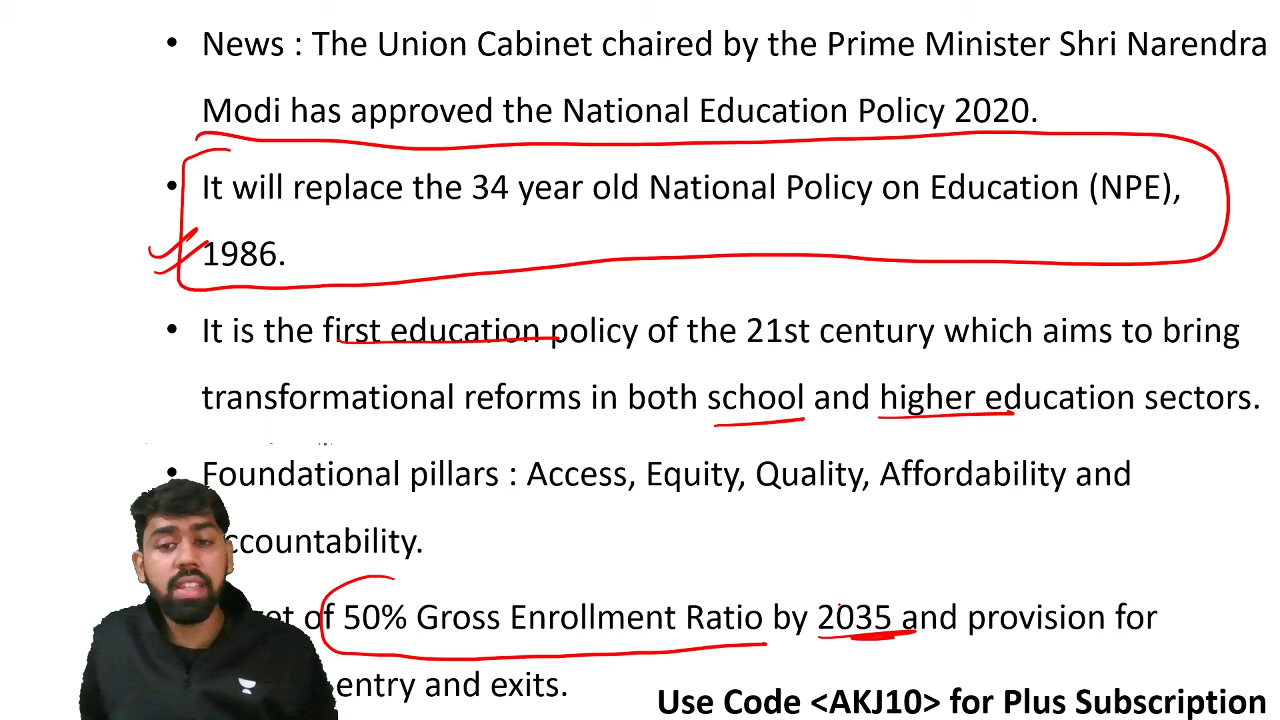 • News : The Union Cabinet chaired by the Prime Minister Shri Narendra
Modi has approved the National Education Policy 2020.
• It will replace the 34 year old National Policy on Education (NPE),
1986.
• It is the first education policy of the 21st century which aims to bring
transformational reforms in both school and higher education sectors.
• Foundational pillars : Access, Equity, Quality, Affordability and
ccountability.
et of 50% Gross Enrollment Ratio by 2035 and provision for
entry and exits.
Use Code <AKJ10> for Plus Subscription